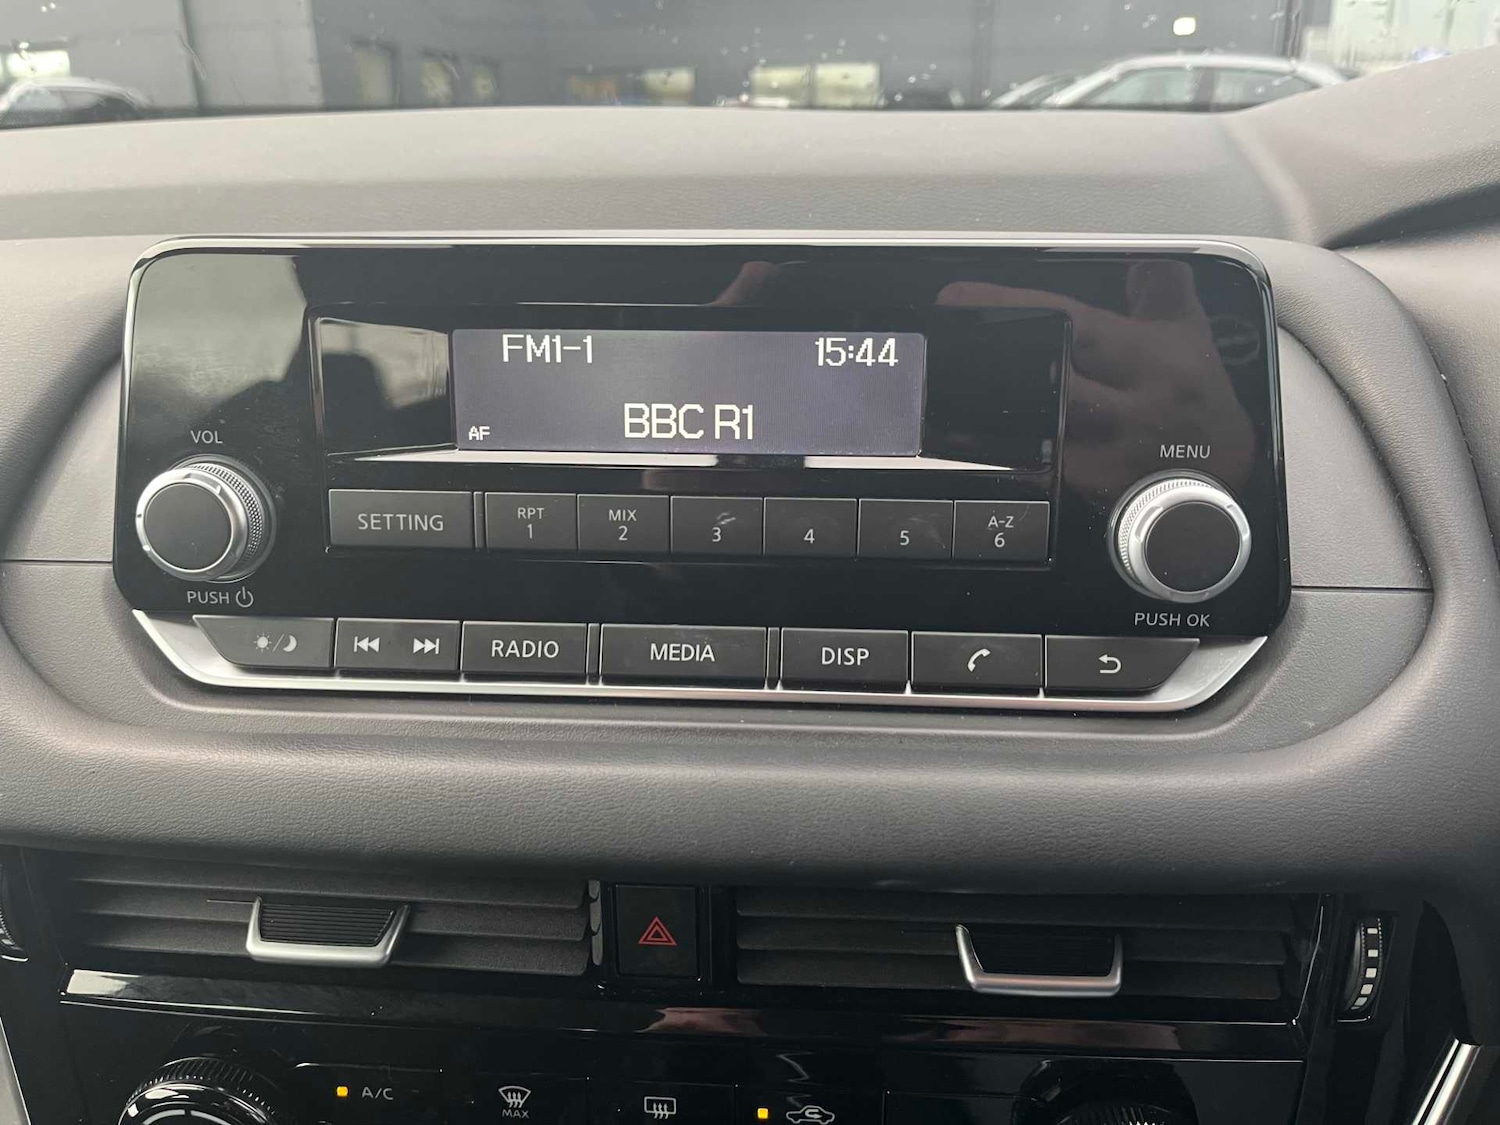 FM1-1 15:44
BBC R1
AF
VOL
MENU
SETTING
RPT
1
MIX
2
3
4
5
A-Z
6
PUSH
PUSH OK
RADIO
MEDIA
DISP
A/C
MAX